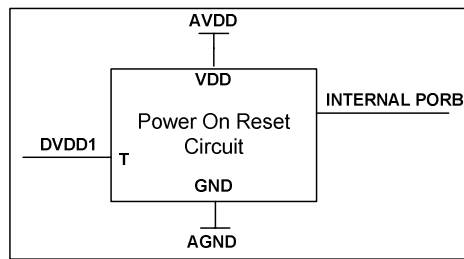 AVDD
VDD
INTERNAL PORB
Power On Reset
Circuit
DVDD1
T
GND
AGND